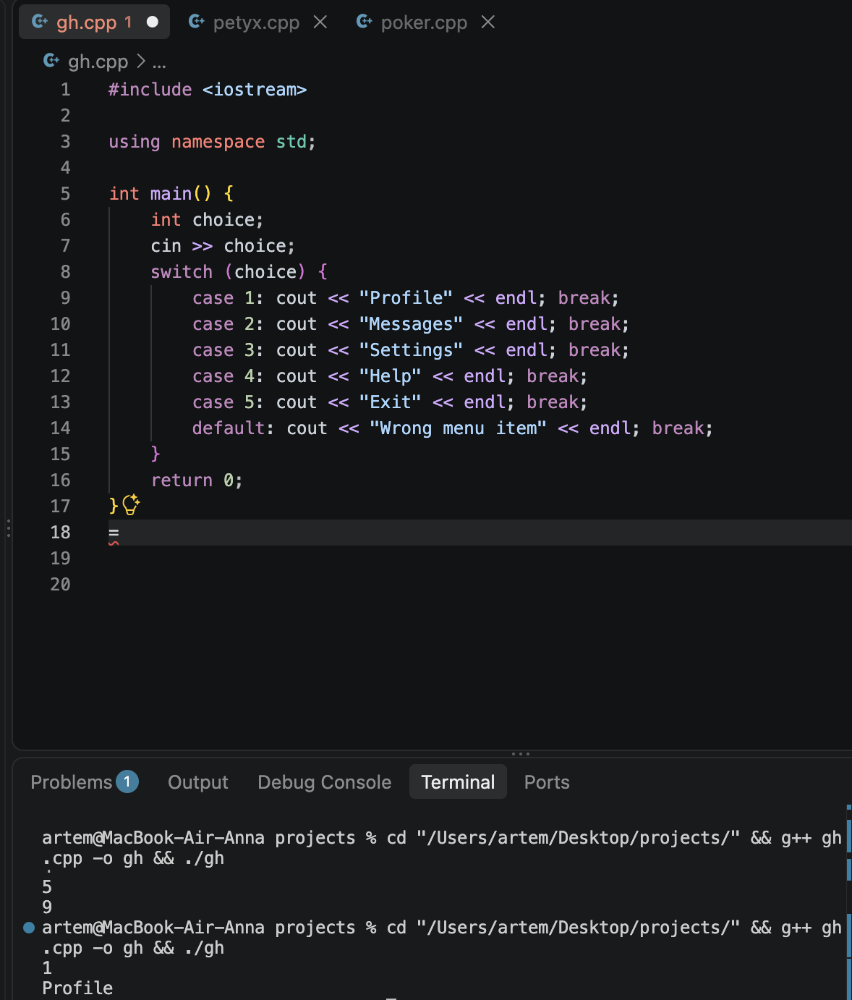 gh.cpp 1 petyx.cpp poker.cpp
gh.cpp > ...
1 #include <iostream>
2
3 using namespace std;
4
5 int main() {
6 int choice;
7 cin >> choice;
8 switch (choice) {
9 case 1: cout << "Profile" << endl; break;
10 case 2: cout << "Messages" << endl; break;
11 case 3: cout << "Settings" << endl; break;
12 case 4: cout << "Help" << endl; break;
13 case 5: cout << "Exit" << endl; break;
14 default: cout << "Wrong menu item" << endl; break;
15 }
16 return 0;
17 }
18 =
19
20
Problems 1 Output Debug Console Terminal Ports
artem@MacBook-Air-Anna projects % cd "/Users/artem/Desktop/projects/" && g++ gh
.cpp -o gh && ./gh
5
9
artem@MacBook-Air-Anna projects % cd "/Users/artem/Desktop/projects/" && g++ gh
.cpp -o gh && ./gh
1
Profile